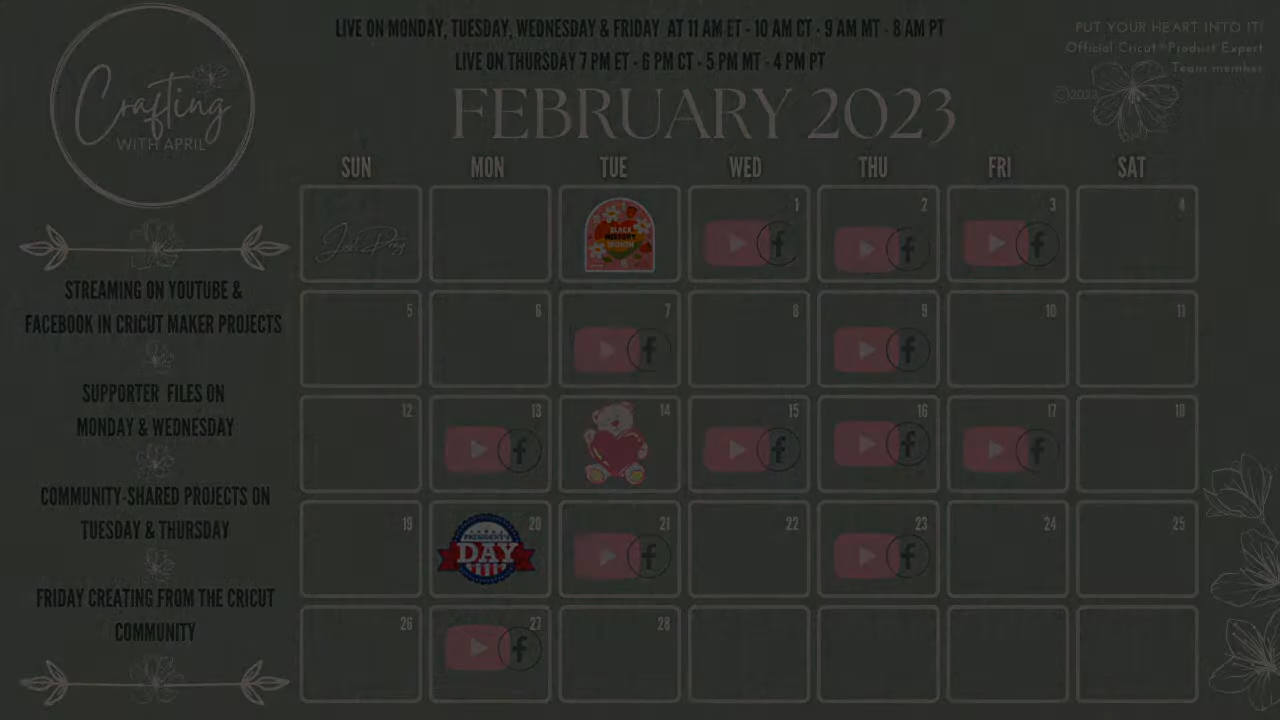 LIVE ON MONDAY, TUESDAY, WEDNESDAY & FRIDAY AT 11 AM ET - 10 AM CT - 9 AM MT - 8 AM PT
LIVE ON THURSDAY 7 PM ET - 6 PM CT - 5 PM MT - 4 PM PT
PUT YOUR HEART INTO IT!
Official Cricut® Product Expert
Team member
©2023
Crafting
WITH APRIL
FEBRUARY 2023
SUN MON TUE WED THU FRI SAT
BLACK
HISTORY
MONTH
1 2 3 4
STREAMING ON YOUTUBE &
FACEBOOK IN CRICUT MAKER PROJECTS
5 6 7 8 9 10 11
SUPPORTER FILES ON
MONDAY & WEDNESDAY
12 13 14 15 16 17 18
COMMUNITY-SHARED PROJECTS ON
TUESDAY & THURSDAY
19 20 21 22 23 24 25
PRESIDENT'S
DAY
FRIDAY CREATING FROM THE CRICUT
COMMUNITY
26 27 28